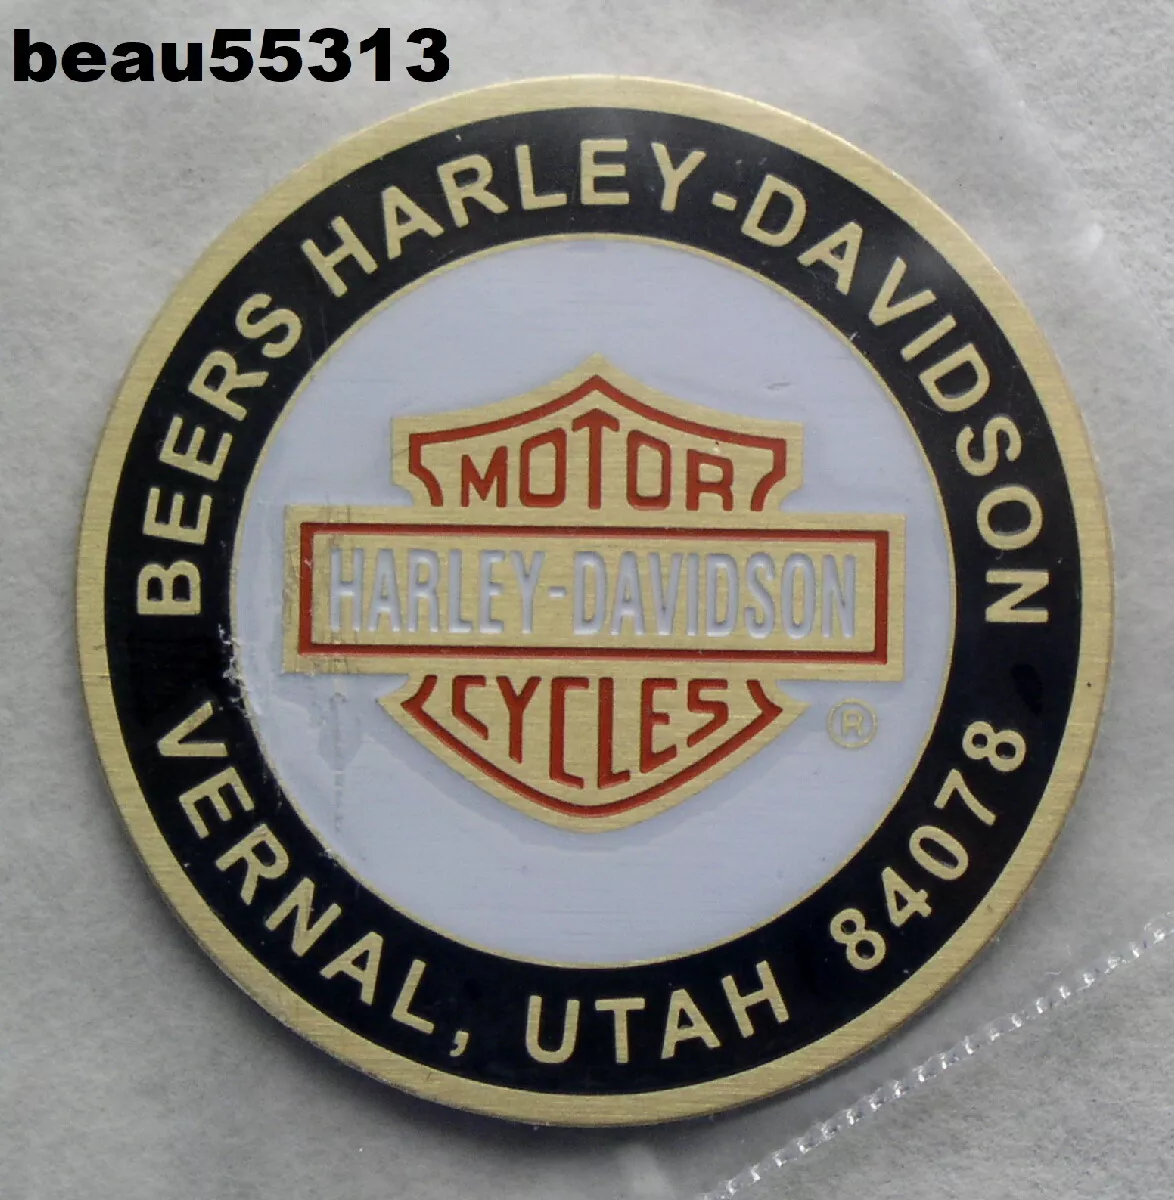 beau55313
BEERS HARLEY-DAVIDSON
MOTOR
HARLEY-DAVIDSON
CYCLES
®
VERNAL, UTAH 84078